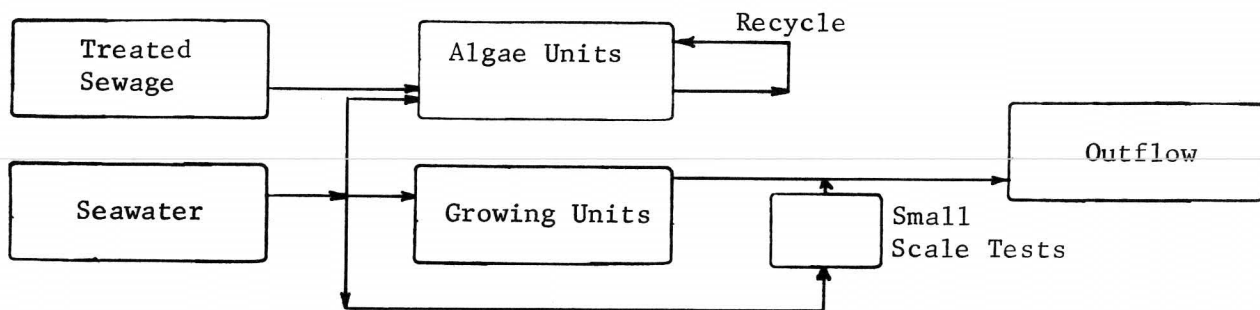 Treated
Sewage
Algae Units
Recycle
Outflow
Seawater
Growing Units
Small
Scale Tests